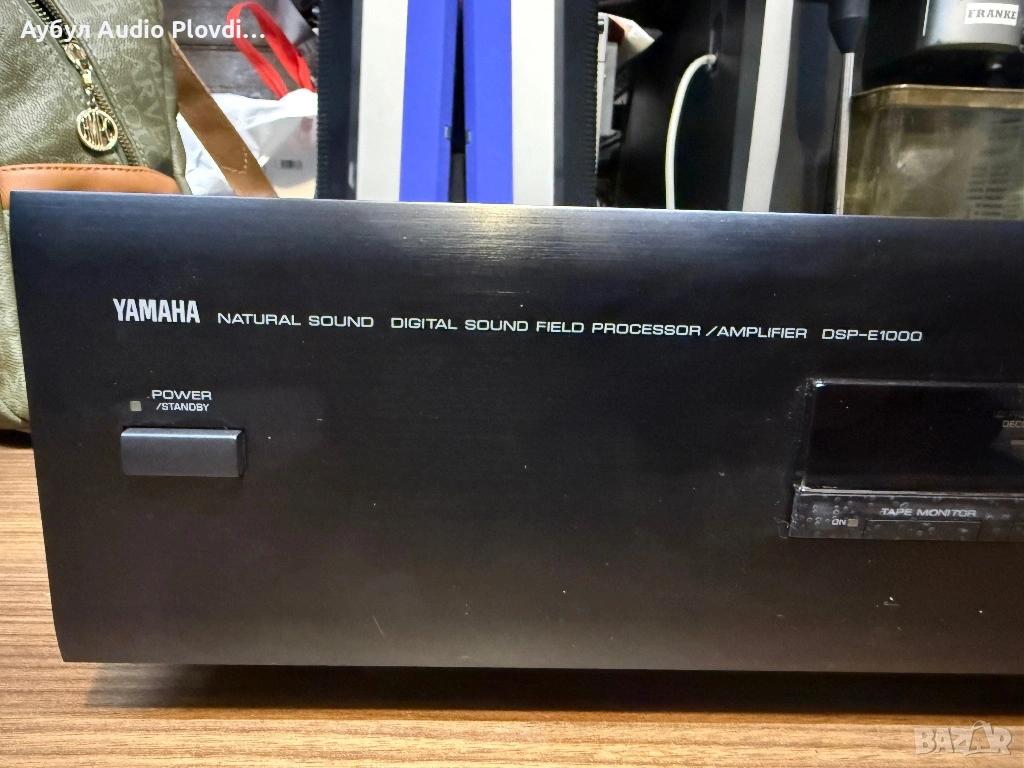 Аубул Audio Plovdi...
FRANKE
YAMAHA NATURAL SOUND DIGITAL SOUND FIELD PROCESSOR /AMPLIFIER DSP-E1000
POWER
/STANDBY
DECO
TAPE MONITOR
ON
BAZAR